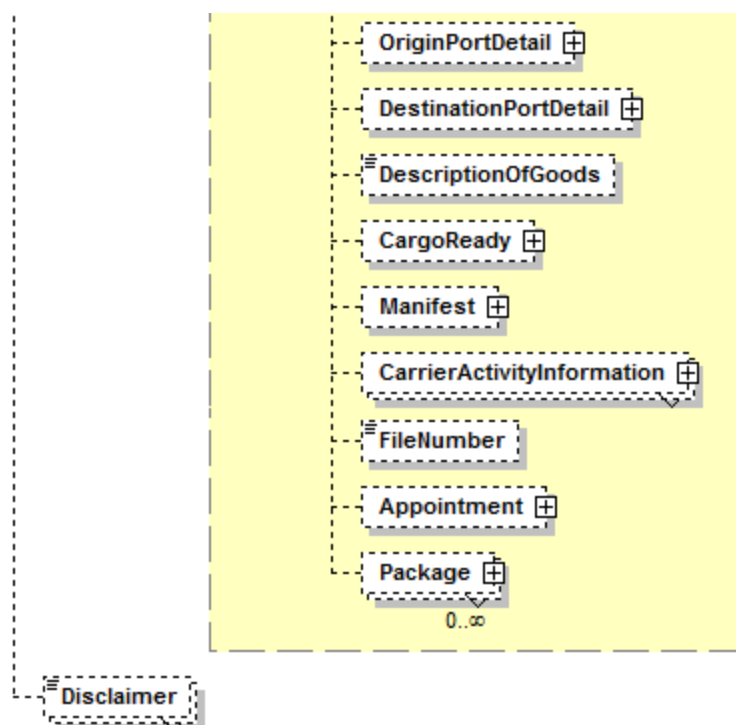 OriginPortDetail
DestinationPortDetail
DescriptionOfGoods
CargoReady
Manifest
CarrierActivityInformation
FileNumber
Appointment
Package
0..∞
Disclaimer